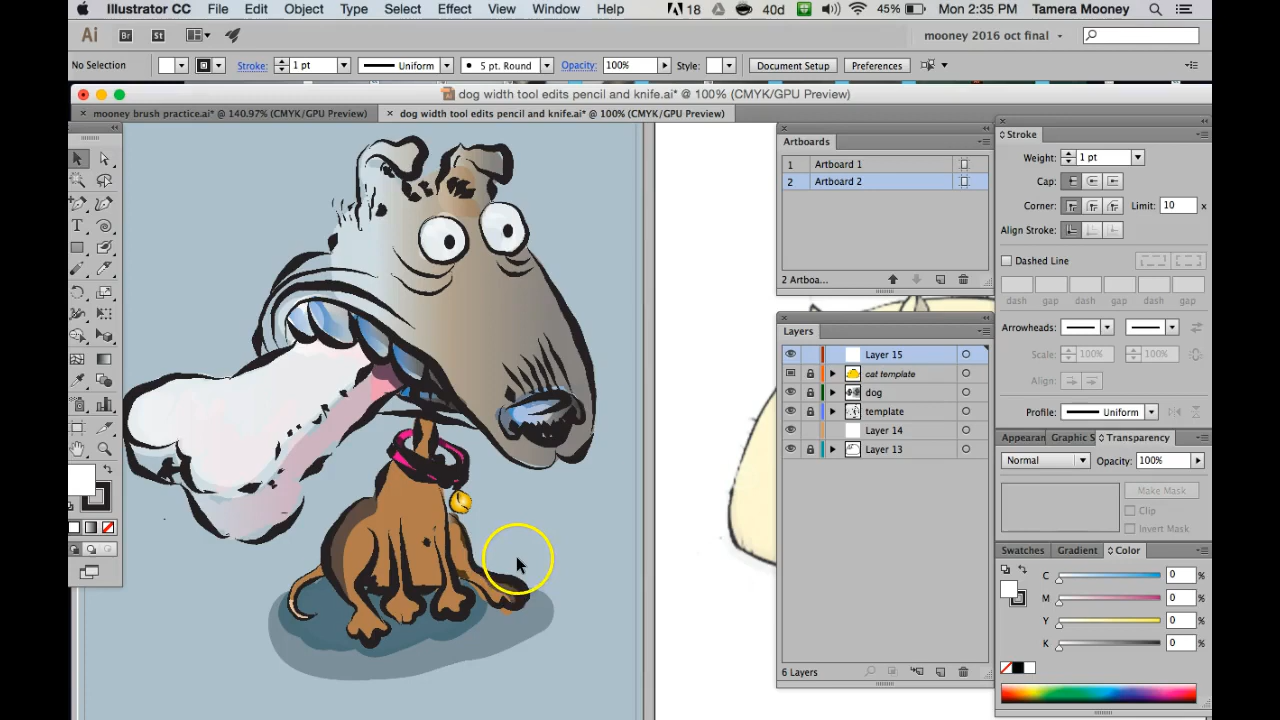 Illustrator CC File Edit Object Type Select Effect View Window Help 18 40d 45% Mon 2:35 PM Tamera Mooney
Ai Br St mooney 2016 oct final
No Selection Stroke: 1 pt Uniform 5 pt. Round Opacity: 100% Style: Document Setup Preferences
dog width tool edits pencil and knife.ai* @ 100% (CMYK/GPU Preview)
mooney brush practice.ai* @ 140.97% (CMYK/GPU Preview) dog width tool edits pencil and knife.ai* @ 100% (CMYK/GPU Preview)
Artboards
1 Artboard 1
2 Artboard 2
2 Artboa...
Layers
Layer 15
cat template
dog
template
Layer 14
Layer 13
6 Layers
Stroke
Weight: 1 pt
Cap:
Corner: Limit: 10 x
Align Stroke:
Dashed Line
dash gap dash gap dash gap
Arrowheads:
Scale: 100% 100%
Align:
Profile: Uniform
Appearan Graphic S Transparency
Normal Opacity: 100%
Make Mask
Clip
Invert Mask
Swatches Gradient Color
C 0 %
M 0 %
Y 0 %
K 0 %